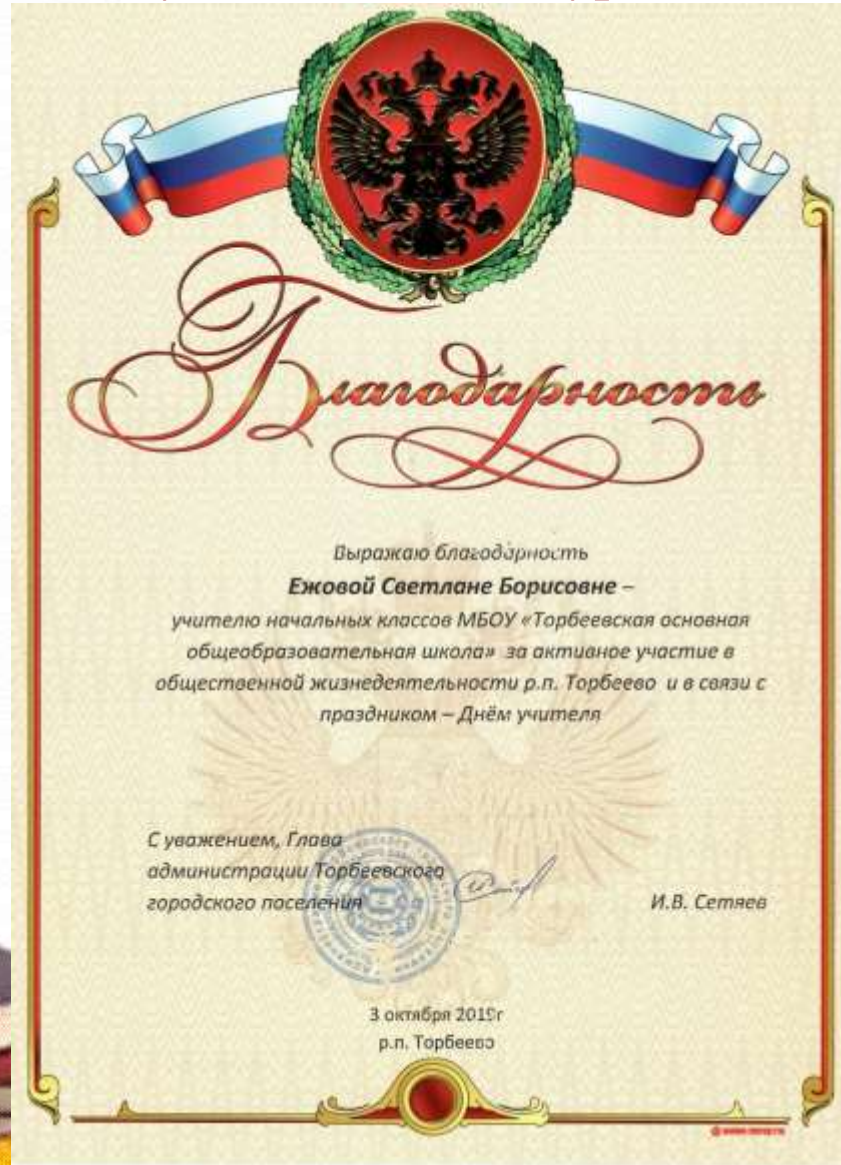 Благодарность
Выражаю благодарность
Ежовой Светлане Борисовне –
учителю начальных классов МБОУ «Торбеевская основная
общеобразовательная школа» за активное участие в
общественной жизнедеятельности р.п. Торбеево и в связи с
праздником – Днём учителя
С уважением, Глава
администрации Торбеевского
городского поселения
И.В. Сетяев
3 октября 2019г
р.п. Торбеево